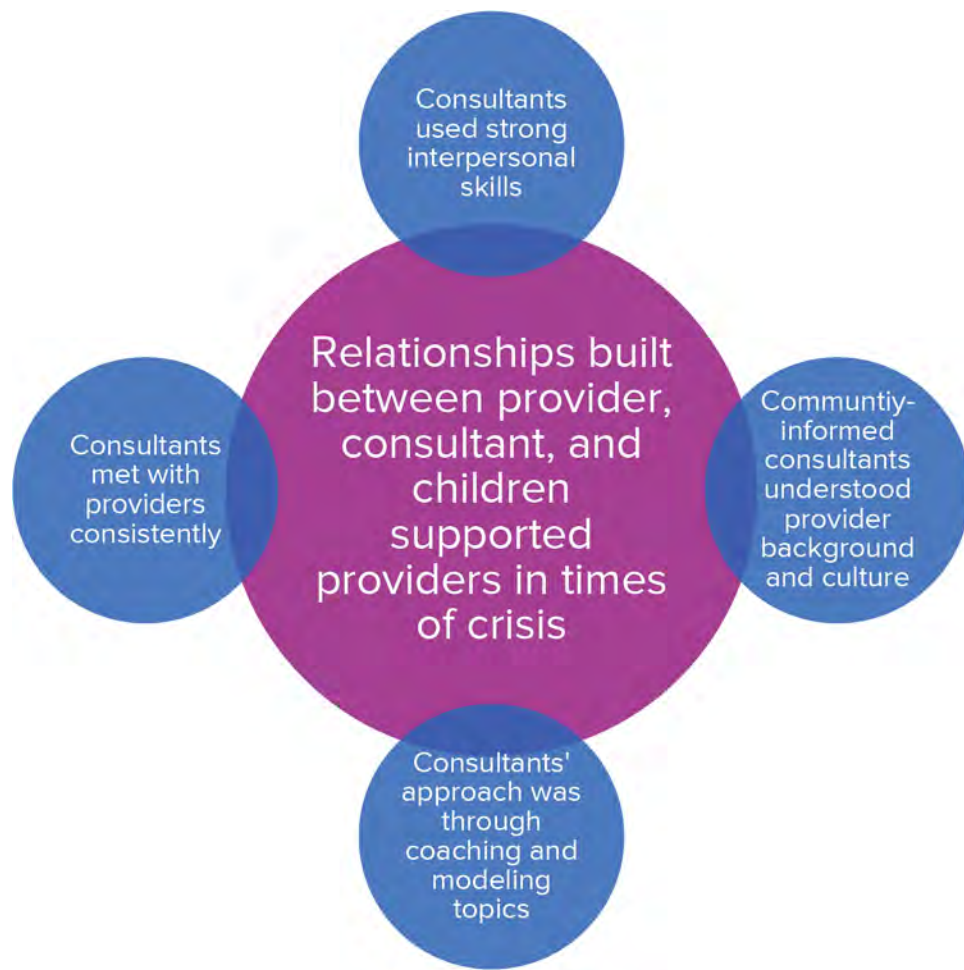 Consultants
used strong
interpersonal
skills
Relationships built
between provider,
consultant, and
children
supported
providers in times
of crisis
Consultants
met with
providers
consistently
Communtiy-
informed
consultants
understood
provider
background
and culture
Consultants'
approach was
through
coaching and
modeling
topics